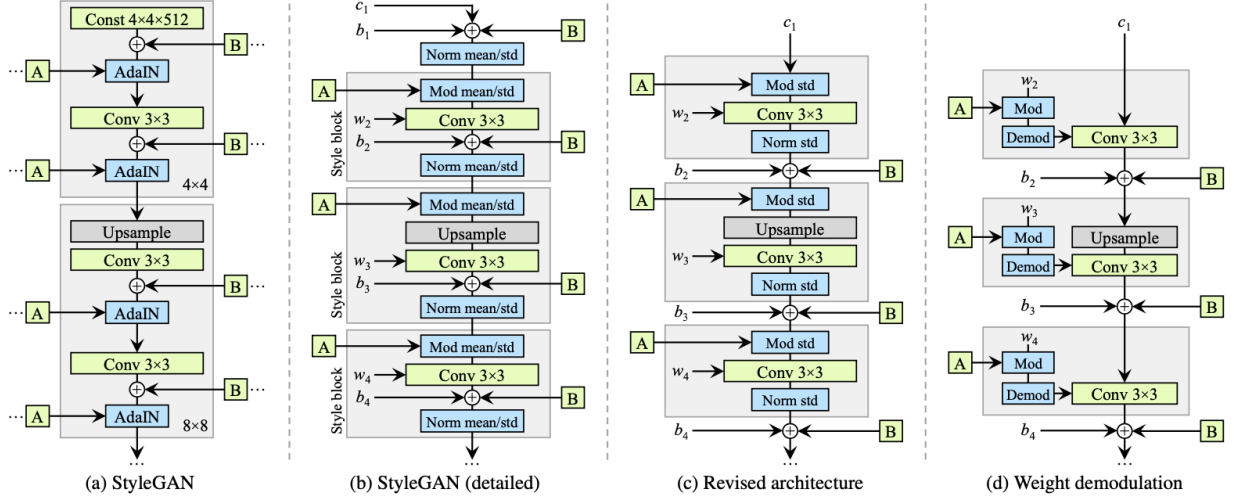 Const 4×4×512
B ...
... A
AdaIN
Conv 3×3
B ...
... A
AdaIN
4×4
Upsample
Conv 3×3
B ...
... A
AdaIN
Conv 3×3
B ...
... A
AdaIN
8×8
...
(a) StyleGAN
c1
b1
B
Norm mean/std
A
Mod mean/std
w2
Conv 3×3
b2
B
Norm mean/std
Style block
A
Mod mean/std
Upsample
w3
Conv 3×3
b3
B
Norm mean/std
Style block
A
Mod mean/std
w4
Conv 3×3
b4
B
Norm mean/std
Style block
...
(b) StyleGAN (detailed)
c1
A
Mod std
w2
Conv 3×3
Norm std
b2
B
A
Mod std
Upsample
w3
Conv 3×3
Norm std
b3
B
A
Mod std
w4
Conv 3×3
Norm std
b4
B
...
(c) Revised architecture
c1
w2
A
Mod
Demod
Conv 3×3
b2
B
w3
A
Mod
Upsample
Demod
Conv 3×3
b3
B
w4
A
Mod
Demod
Conv 3×3
b4
B
...
(d) Weight demodulation